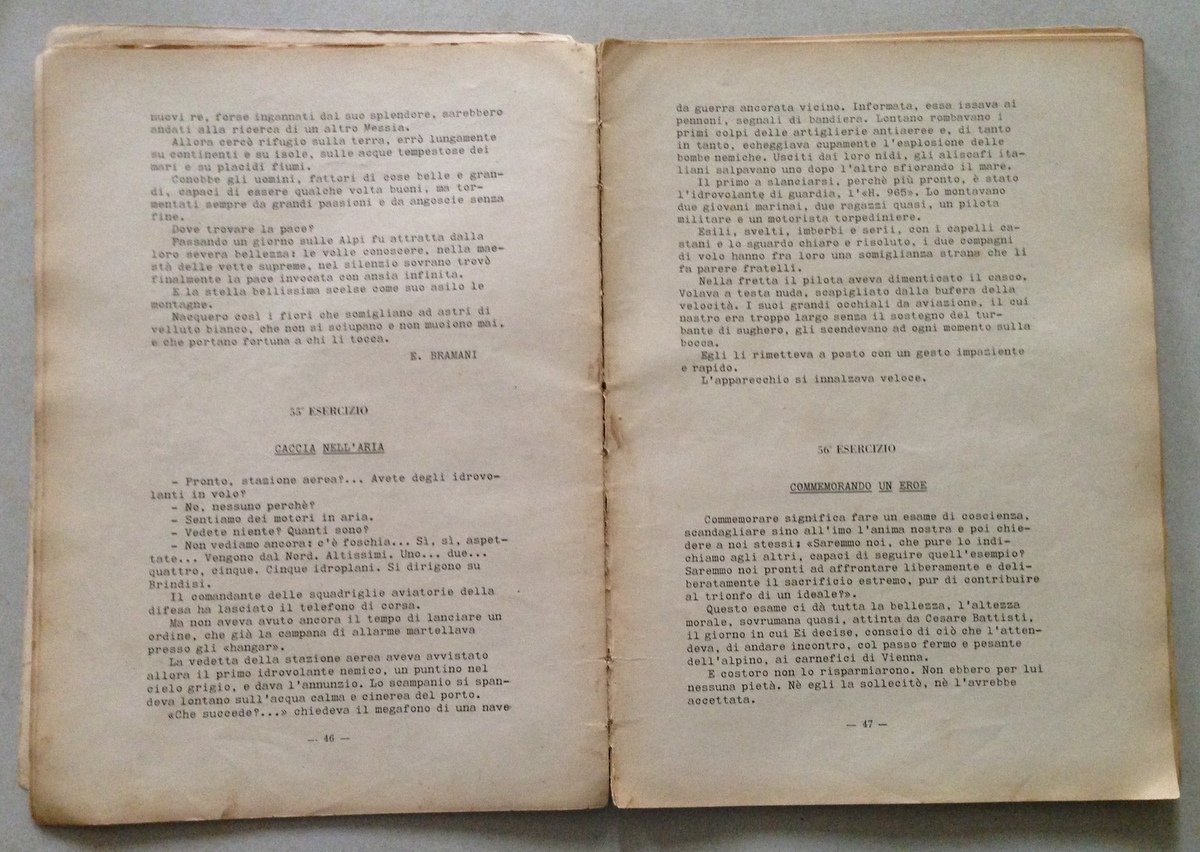 nuovi re, forse ingannati dal suo splendore, sarebbero
andati alla ricerca di un altro Messia.
Allora cercò rifugio sulla terra, errò lungamente
su continenti e su isole, sulle acque tempestose dei
mari e su placidi fiumi.
Conobbe gli uomini, fattori di cose belle e gran-
di, capaci di essere qualche volta buoni, ma tor-
mentati sempre da grandi passioni e da angoscie senza
fine.
Dove trovare la pace?
Passando un giorno sulle Alpi fu attratta dalla
loro severa bellezza: le volle conoscere, nella mae-
stà delle vette supreme, nel silenzio sovrano trovò
finalmente la pace invocata con ansia infinita.
E la stella bellissima scelse come suo asilo le
montagne.
Nacquero così i fiori che somigliano ad astri di
velluto bianco, che non si sciupano e non muoiono mai,
e che portano fortuna a chi li tocca.
E. BRAMANI
55° ESERCIZIO
CACCIA NELL'ARIA
- Pronto, stazione aerea?... Avete degli idrovo-
lanti in volo?
- No, nessuno perchè?
- Sentiamo dei motori in aria.
- Vedete niente? Quanti sono?
- Non vediamo ancora; c'è foschia... Sì, sì, aspet-
tate... Vengono dal Nord. Altissimi. Uno... due...
quattro, cinque. Cinque idroplani. Si dirigono su
Brindisi.
Il comandante delle squadriglie aviatorie della
difesa ha lasciato il telefono di corsa.
Ma non aveva avuto ancora il tempo di lanciare un
ordine, che già la campana di allarme martellava
presso gli «hangar».
La vedetta della stazione aerea aveva avvistato
allora il primo idrovolante nemico, un puntino nel
cielo grigio, e dava l'annunzio. Lo scampanio si span-
deva lontano sull'acqua calma e cinerea del porto.
«Che succede?...» chiedeva il megafono di una nave
— 46 —
da guerra ancorata vicino. Informata, essa issava ai
pennoni, segnali di bandiera. Lontano rombavano i
primi colpi delle artiglierie antiaeree e, di tanto
in tanto, echeggiava cupamente l'esplosione delle
bombe nemiche. Usciti dai loro nidi, gli aliscafi ita-
liani salpavano uno dopo l'altro sfiorando il mare.
Il primo a slanciarsi, perchè più pronto, è stato
l'idrovolante di guardia, l'«H. 965». Lo montavano
due giovani marinai, due ragazzi quasi, un pilota
militare e un motorista torpediniere.
Esili, svelti, imberbi e serii, con i capelli ca-
stani e lo sguardo chiaro e risoluto, i due compagni
di volo hanno fra loro una somiglianza strana che li
fa parere fratelli.
Nella fretta il pilota aveva dimenticato il casco.
Volava a testa nuda, scapigliato dalla bufera della
velocità. I suoi grandi occhiali da aviazione, il cui
nastro era troppo largo senza il sostegno del tur-
bante di sughero, gli scendevano ad ogni momento sulla
bocca.
Egli li rimetteva a posto con un gesto impaziente
e rapido.
L'apparecchio si innalzava veloce.
56° ESERCIZIO
COMMEMORANDO UN EROE
Commemorare significa fare un esame di coscienza,
scandagliare sino all'imo l'anima nostra e poi chie-
dere a noi stessi: «Saremmo noi, che pure lo indi-
chiamo agli altri, capaci di seguire quell'esempio?
Saremmo noi pronti ad affrontare liberamente e deli-
beratamente il sacrificio estremo, pur di contribuire
al trionfo di un ideale?».
Questo esame ci dà tutta la bellezza, l'altezza
morale, sovrumana quasi, attinta da Cesare Battisti,
il giorno in cui Ei decise, conscio di ciò che l'atten-
deva, di andare incontro, col passo fermo e pesante
dell'alpino, ai carnefici di Vienna.
E costoro non lo risparmiarono. Non ebbero per lui
nessuna pietà. Nè egli la sollecitò, nè l'avrebbe
accettata.
— 47 —